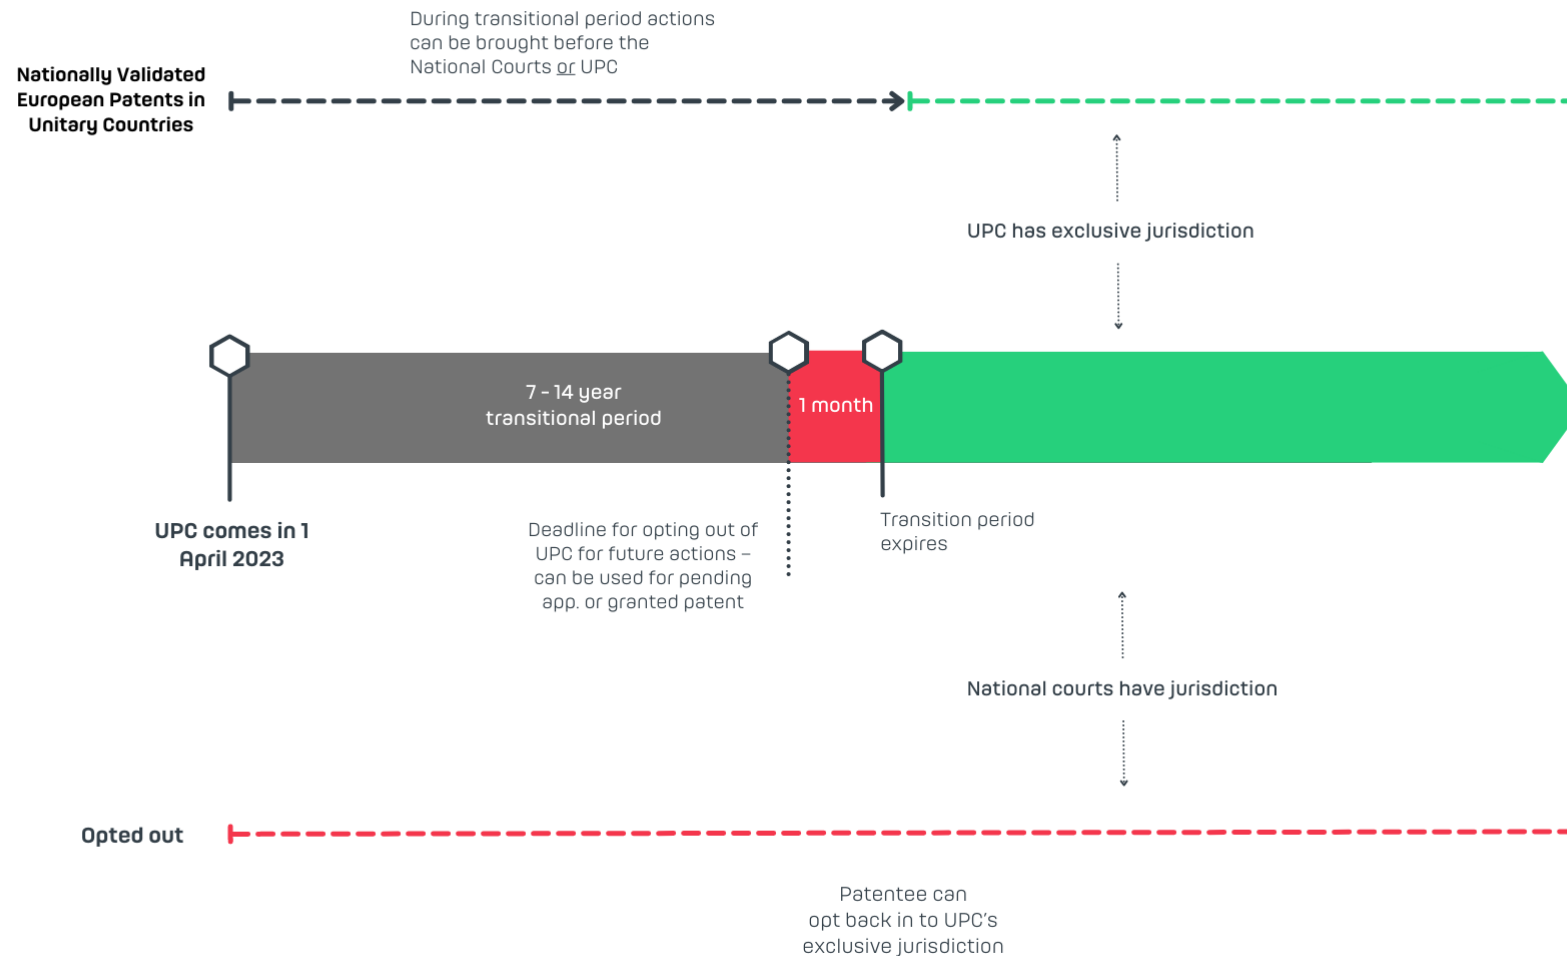 During transitional period actions
can be brought before the
National Courts or UPC
Nationally Validated
European Patents in
Unitary Countries
UPC has exclusive jurisdiction
7 - 14 year
transitional period
1 month
UPC comes in 1
April 2023
Deadline for opting out of
UPC for future actions –
can be used for pending
app. or granted patent
Transition period
expires
National courts have jurisdiction
Opted out
Patentee can
opt back in to UPC's
exclusive jurisdiction